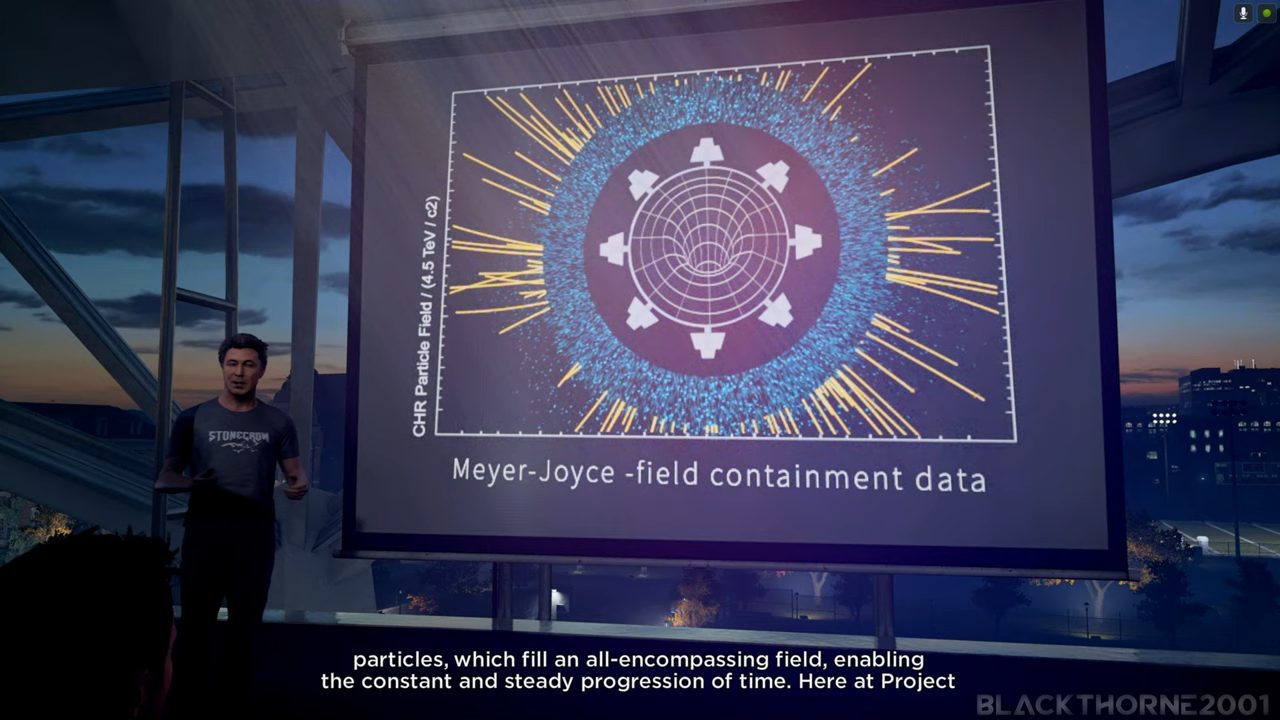 CHR Particle Field / (4.5 TeV / c2)
STONECROW
Meyer-Joyce -field containment data
particles, which fill an all-encompassing field, enabling
the constant and steady progression of time. Here at Project
BLACKTHORNE2001